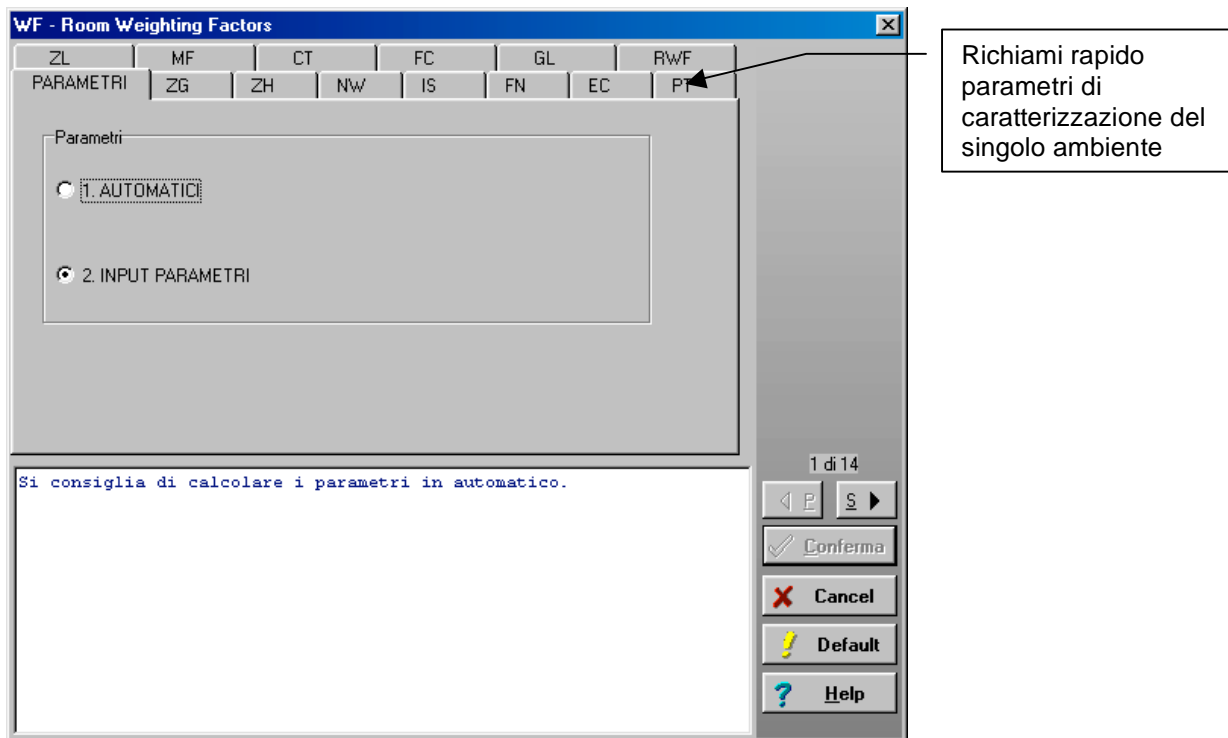 WF - Room Weighting Factors
ZL MF CT FC GL RWF
PARAMETRI ZG ZH NW IS FN EC PT
Parametri
1. AUTOMATICI
2. INPUT PARAMETRI
Si consiglia di calcolare i parametri in automatico.
1 di 14
P S
Conferma
Cancel
Default
Help
Richiami rapido
parametri di
caratterizzazione del
singolo ambiente